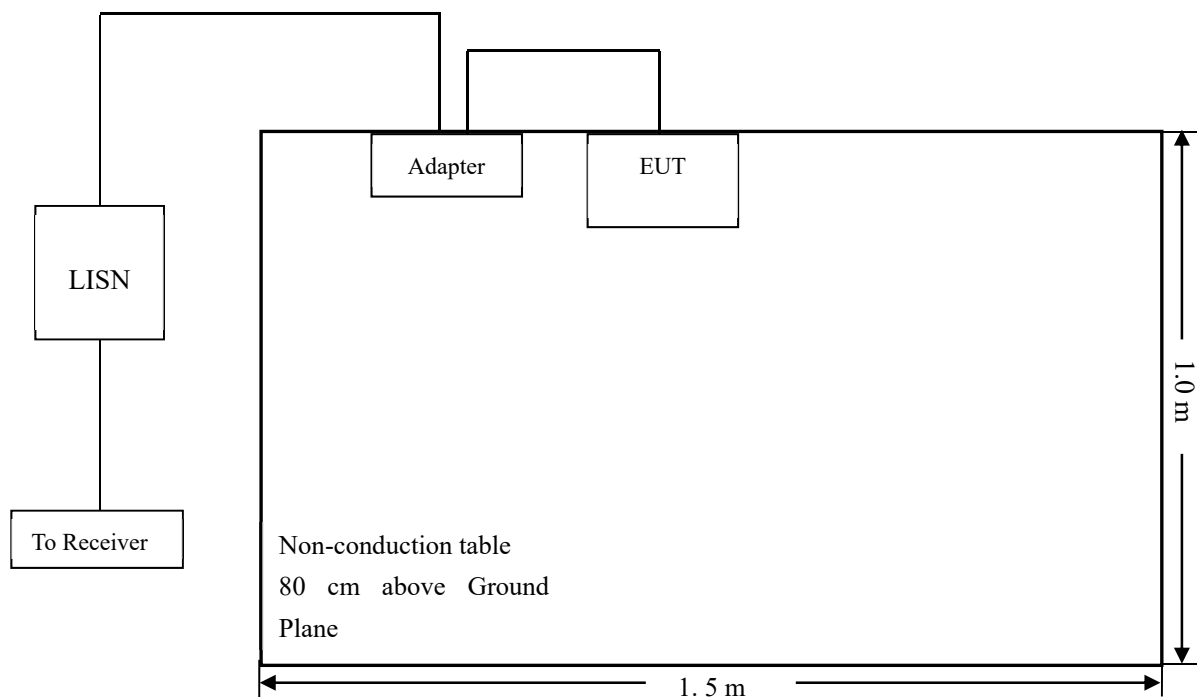 Adapter
EUT
LISN
To Receiver
Non-conduction table
80 cm above Ground
Plane
1.0 m
1. 5 m